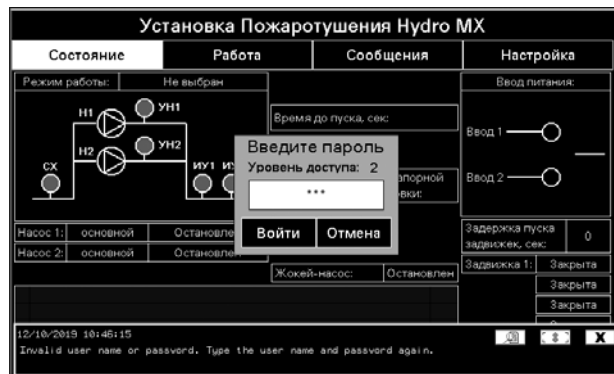 Установка Пожаротушения Hydro MX
Состояние Работа Сообщения Настройка
Режим работы: Не выбран
Ввод питания:
Н1 УН1
Время до пуска, сек:
Ввод 1
Введите пароль
Н2 УН2
Уровень доступа: 2
СХ ИУ1
Ввод 2
***
Войти Отмена
Насос 1: основной
Задержка пуска
задвижек, сек: 0
Насос 2: основной
Жокей-насос: Остановлен
Задвижка 1: Закрыта
Закрыта
Закрыта
12/10/2019 10:46:15
Invalid user name or password. Type the user name and password again.
X